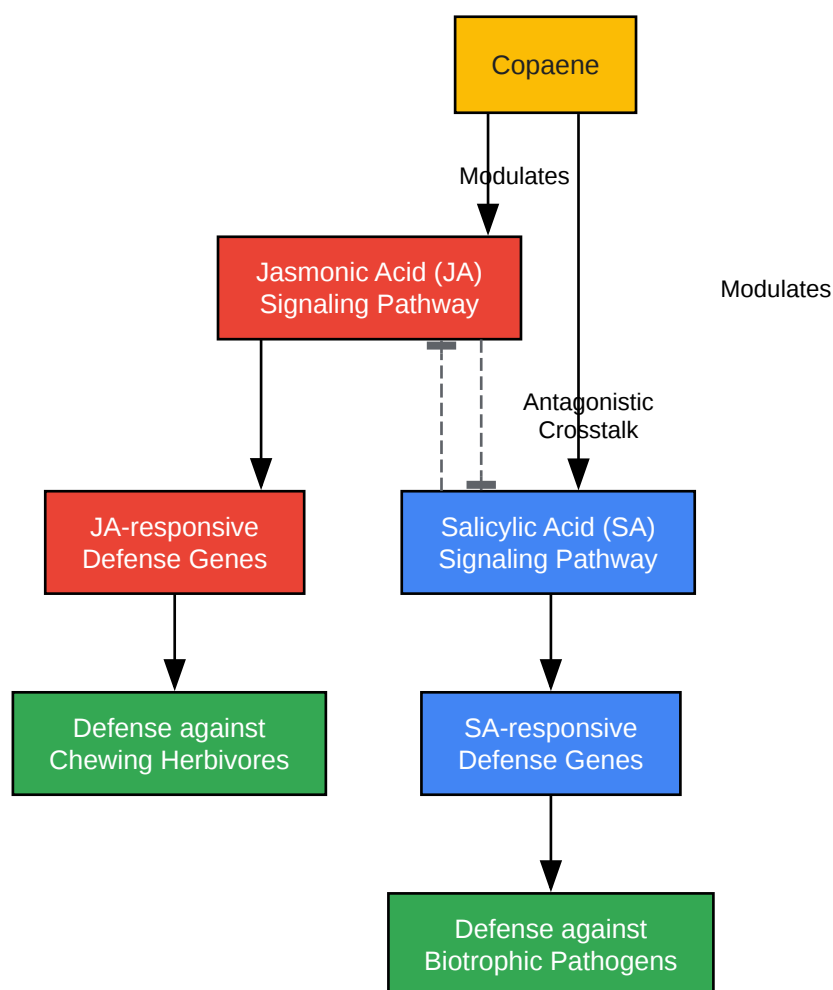 Copaene
Modulates
Jasmonic Acid (JA)
Signaling Pathway
Modulates
Antagonistic
Crosstalk
JA-responsive
Defense Genes
Salicylic Acid (SA)
Signaling Pathway
Defense against
Chewing Herbivores
SA-responsive
Defense Genes
Defense against
Biotrophic Pathogens